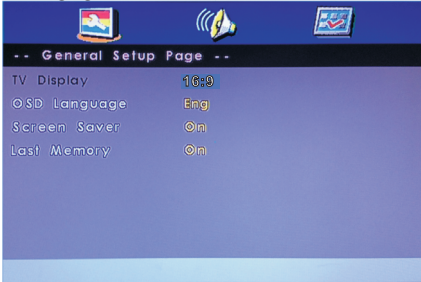 -- General Setup Page --
TV Display 16:9
OSD Language Eng
Screen Saver On
Last Memory On